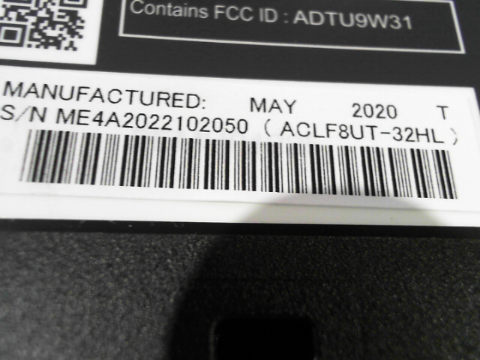 Contains FCC ID : ADTU9W31
MANUFACTURED: MAY 2020 T
S/N ME4A2022102050 ( ACLF8UT-32HL )